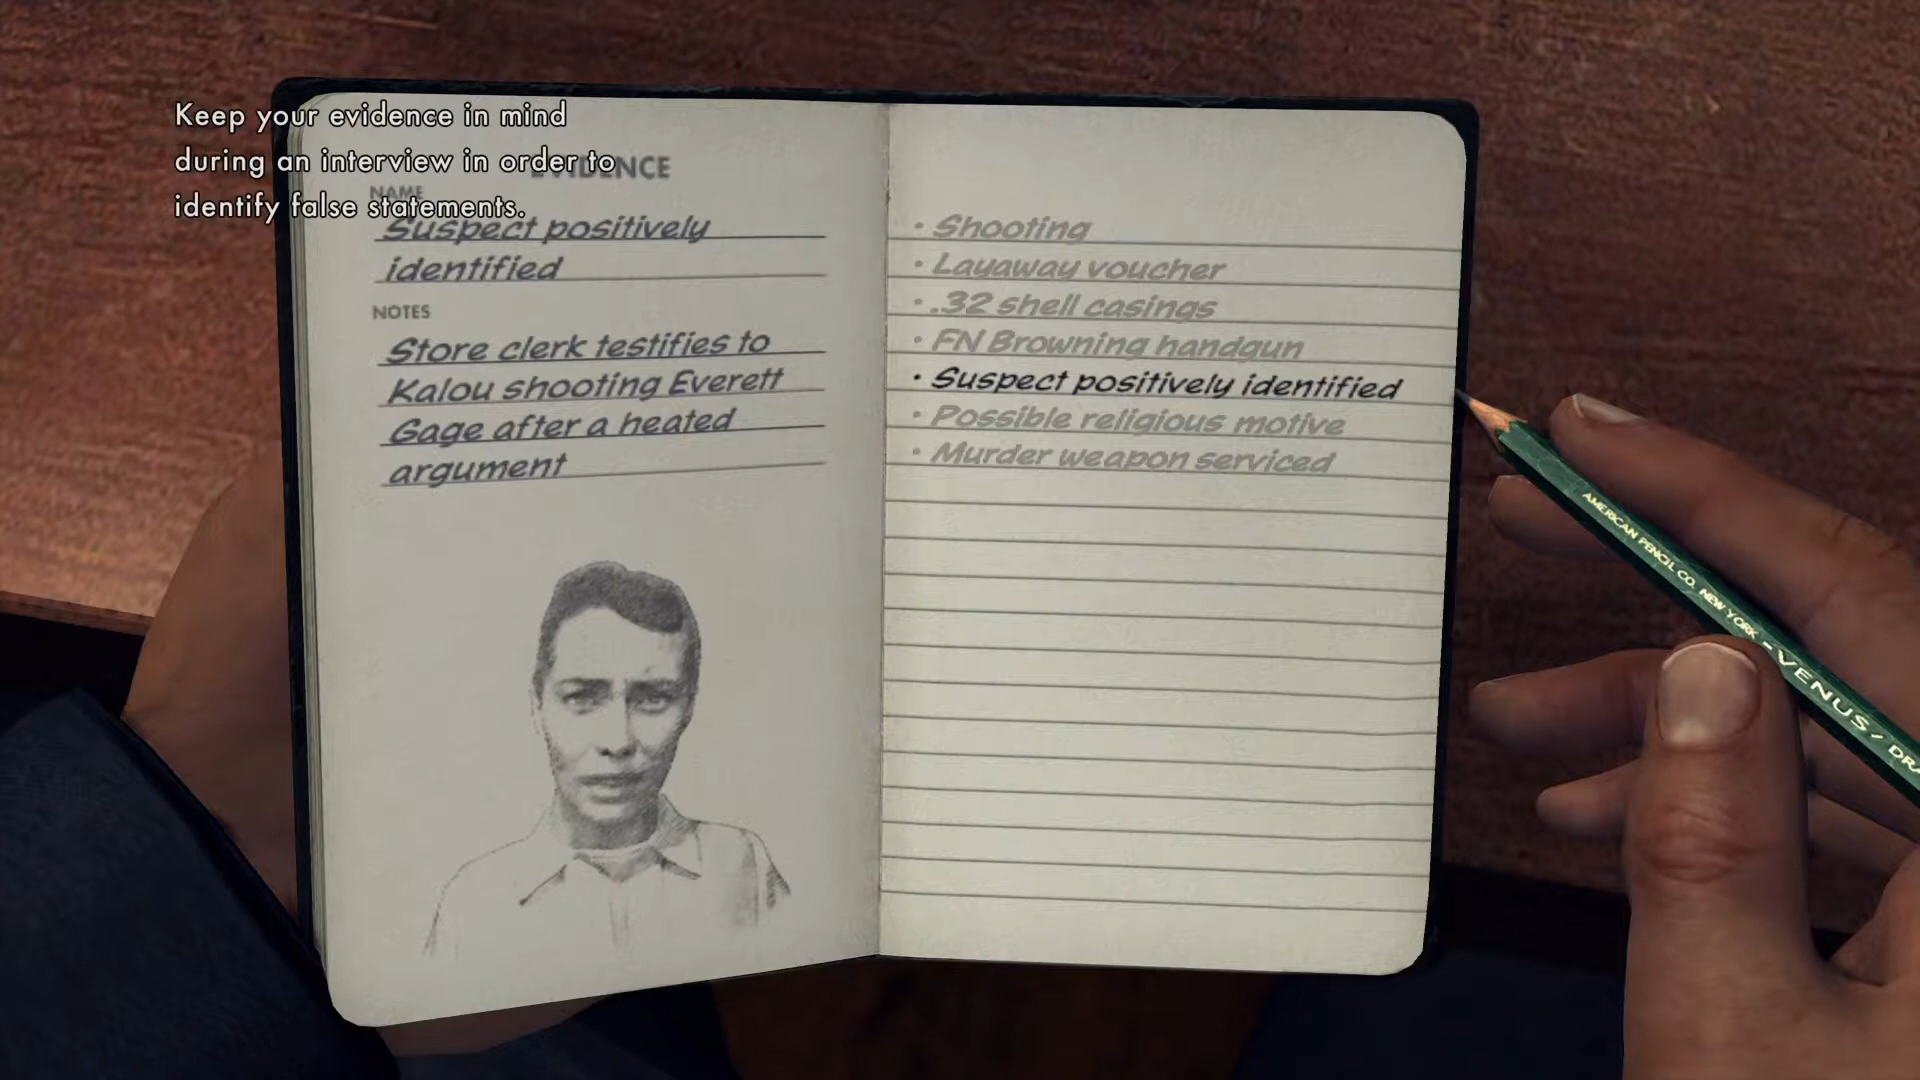 Keep your evidence in mind
during an interview in order to
identify false statements.
EVIDENCE
NAME
Suspect positively
identified
NOTES
Store clerk testifies to
Kalou shooting Everett
Gage after a heated
argument
• Shooting
• Layaway voucher
• .32 shell casings
• FN Browning handgun
• Suspect positively identified
• Possible religious motive
• Murder weapon serviced
AMERICAN PENCIL CO. NEW YORK - VENUS / DRA